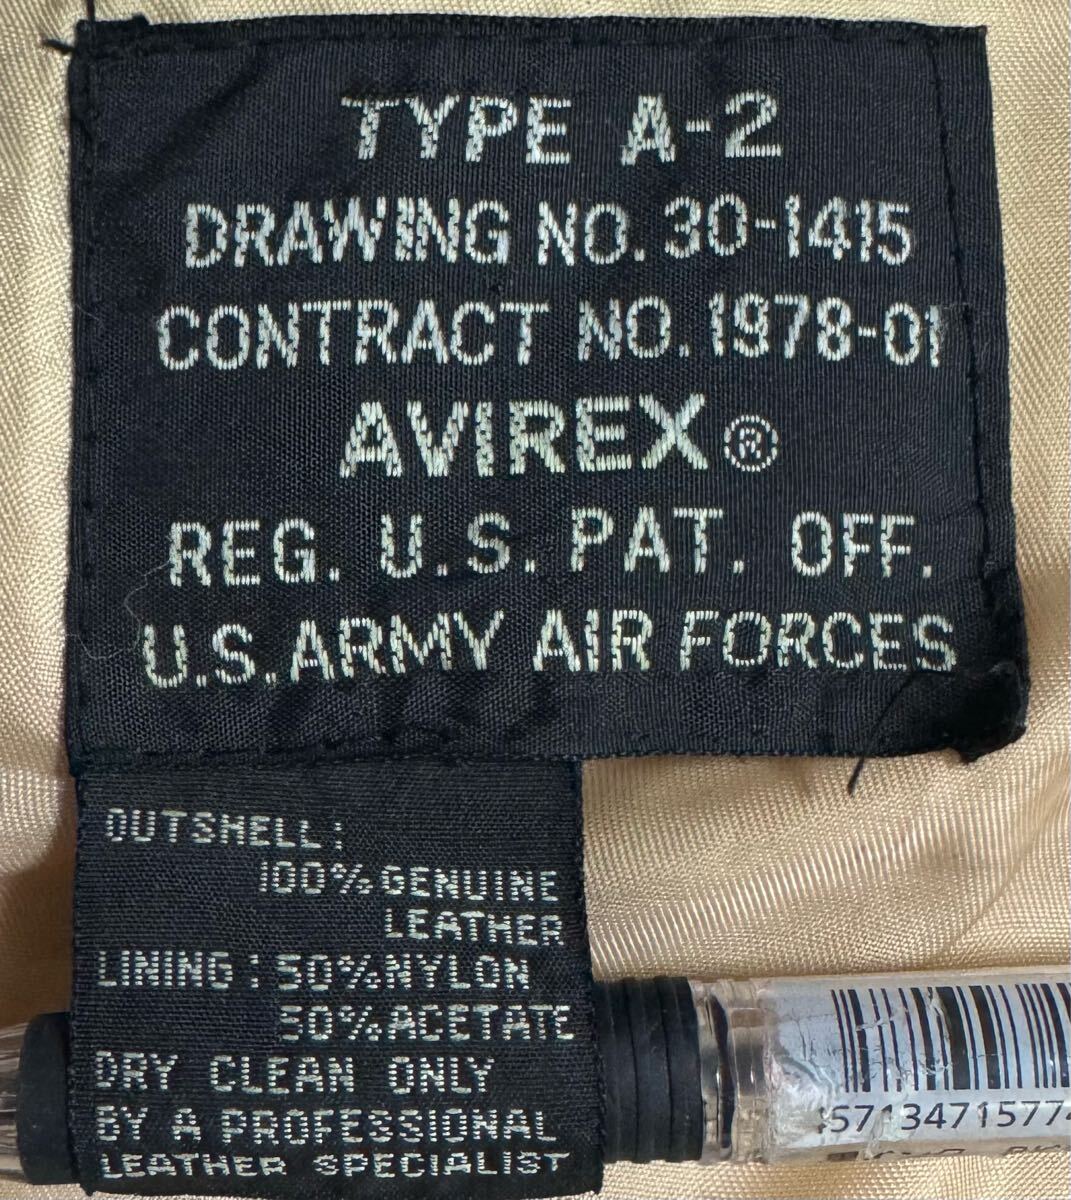 TYPE A-2
DRAWING NO. 30-1415
CONTRACT NO. 1978-01
AVIREX®
REG. U.S. PAT. OFF.
U.S. ARMY AIR FORCES
OUTSHELL:
100% GENUINE
LEATHER
LINING: 50% NYLON
50% ACETATE
DRY CLEAN ONLY
BY A PROFESSIONAL
LEATHER SPECIALIST